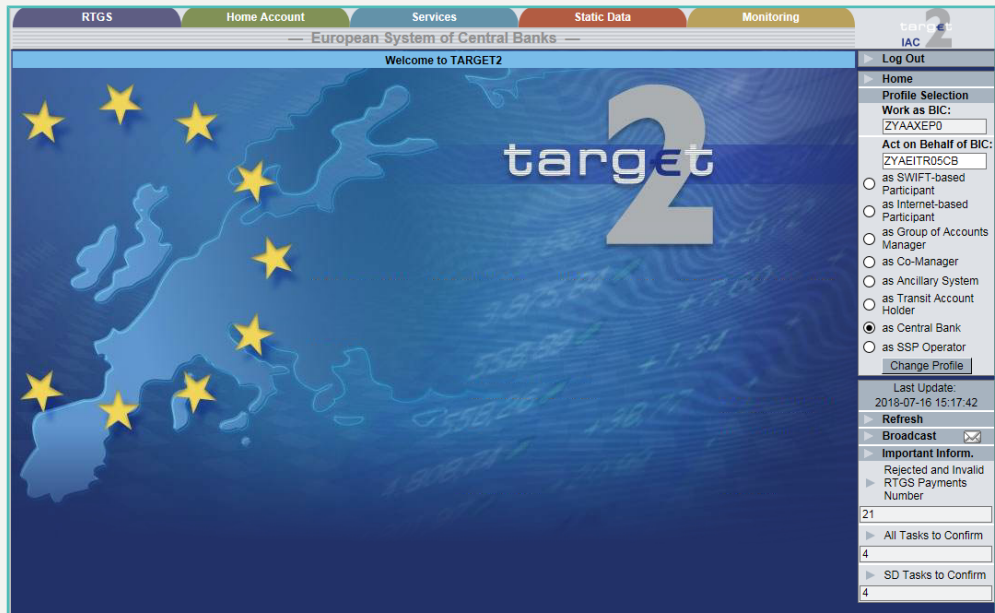 RTGS
Home Account
Services
Static Data
Monitoring
— European System of Central Banks —
target
2
IAC
Welcome to TARGET2
target
2
Log Out
Home
Profile Selection
Work as BIC:
ZYAAXEP0
Act on Behalf of BIC:
ZYAEITR05CB
as SWIFT-based
Participant
as Internet-based
Participant
as Group of Accounts
Manager
as Co-Manager
as Ancillary System
as Transit Account
Holder
as Central Bank
as SSP Operator
Change Profile
Last Update:
2018-07-16 15:17:42
Refresh
Broadcast
Important Inform.
Rejected and Invalid
RTGS Payments
Number
21
All Tasks to Confirm
4
SD Tasks to Confirm
4